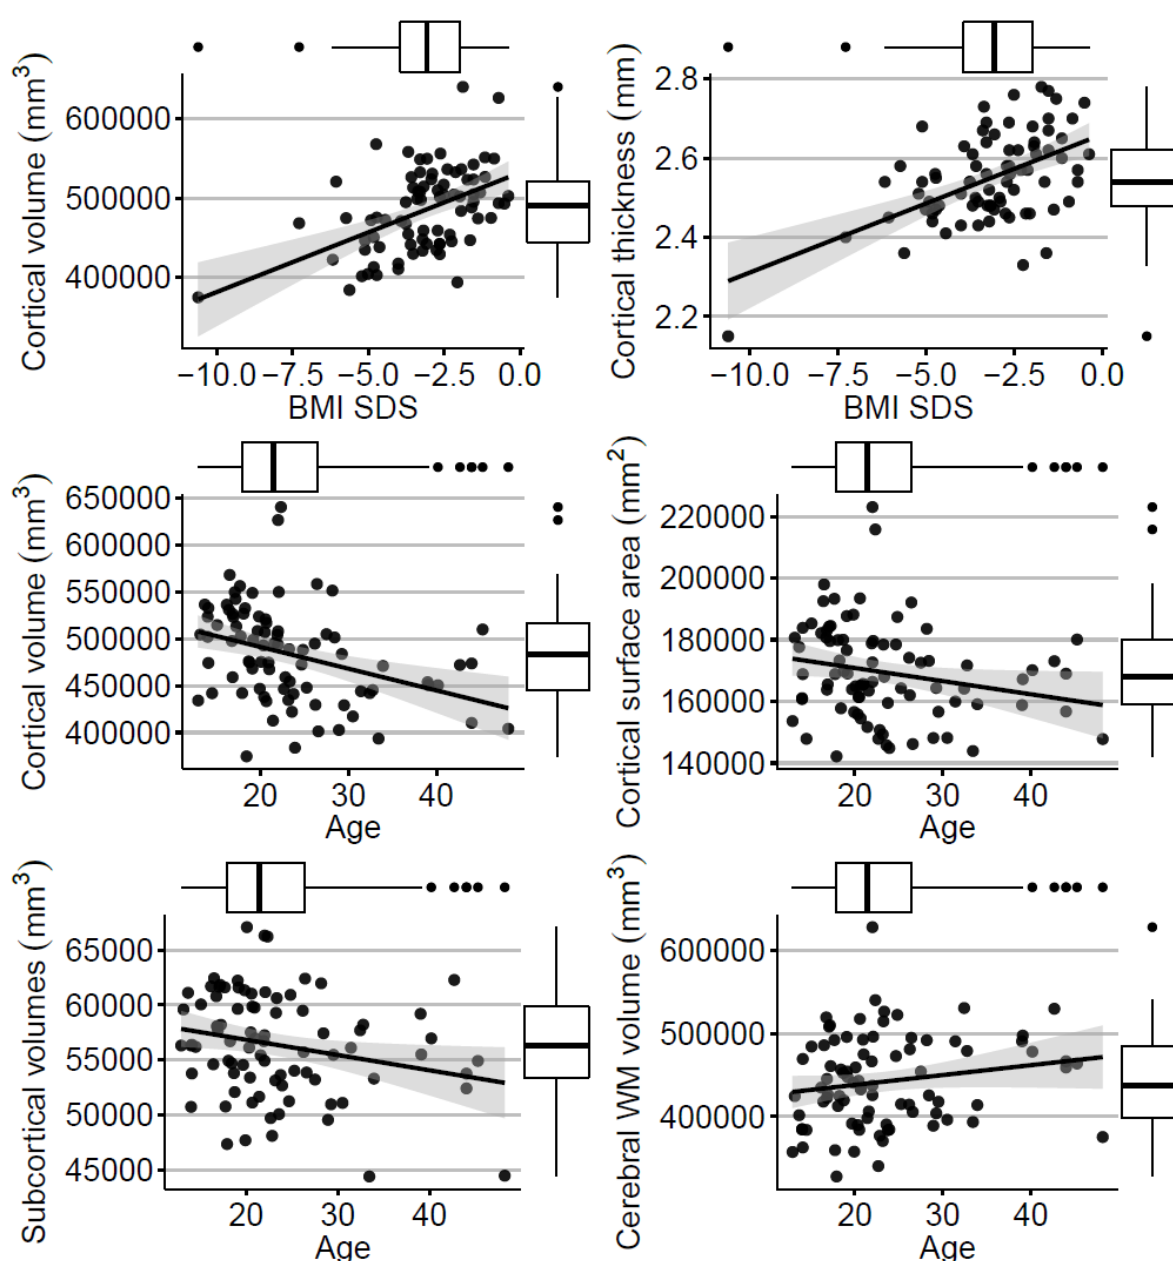 Cortical volume (mm³)
600000
500000
400000
−10.0 −7.5 −5.0 −2.5 0.0
BMI SDS
Cortical thickness (mm)
2.8
2.6
2.4
2.2
−10.0 −7.5 −5.0 −2.5 0.0
BMI SDS
Cortical volume (mm³)
650000
600000
550000
500000
450000
400000
20 30 40
Age
Cortical surface area (mm²)
220000
200000
180000
160000
140000
20 30 40
Age
Subcortical volumes (mm³)
65000
60000
55000
50000
45000
20 30 40
Age
Cerebral WM volume (mm³)
600000
500000
400000
20 30 40
Age